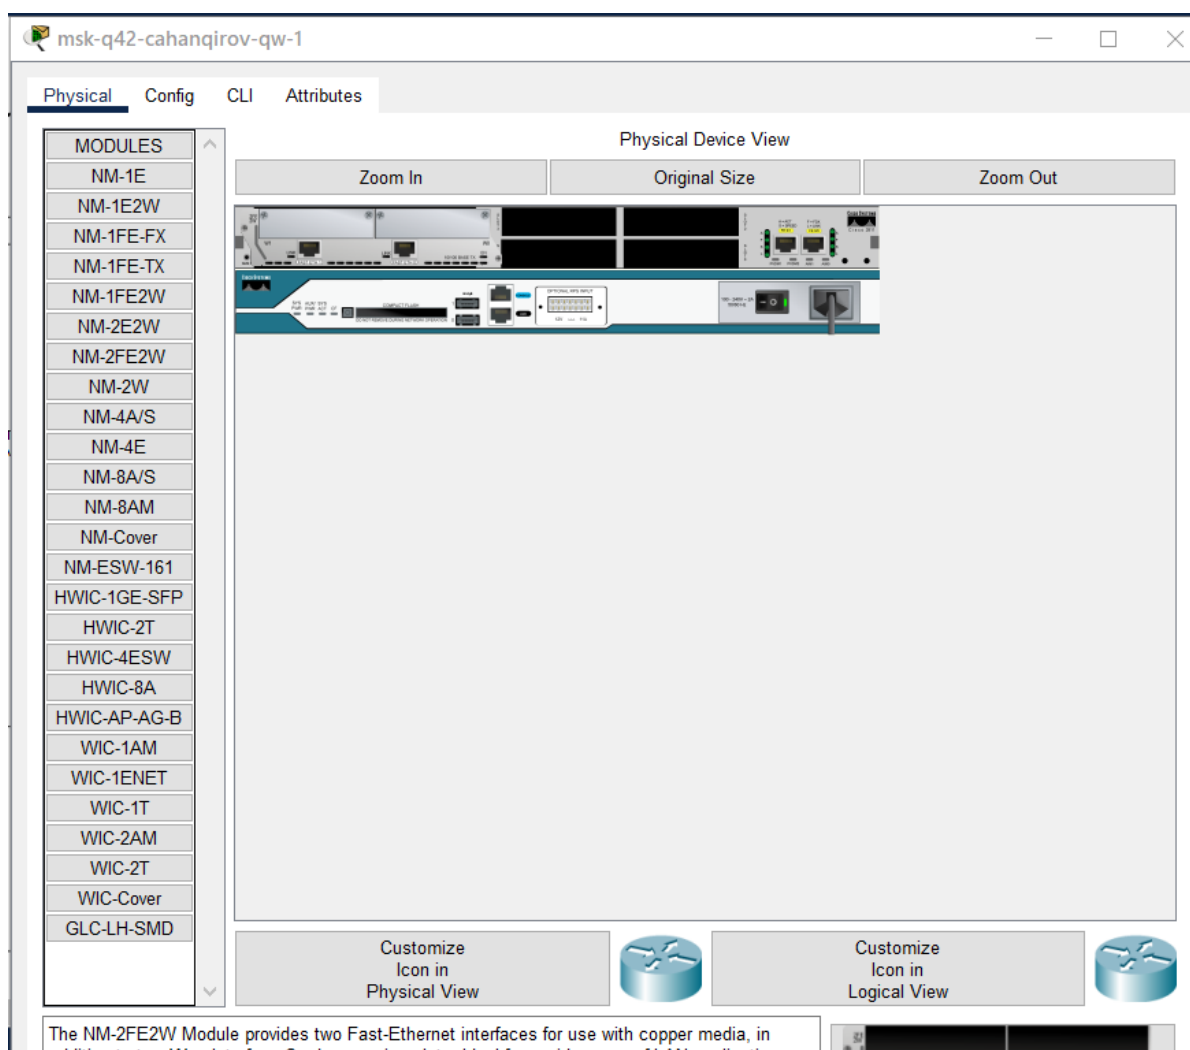 msk-q42-cahanqirov-qw-1
Physical Config CLI Attributes
MODULES
NM-1E
NM-1E2W
NM-1FE-FX
NM-1FE-TX
NM-1FE2W
NM-2E2W
NM-2FE2W
NM-2W
NM-4A/S
NM-4E
NM-8A/S
NM-8AM
NM-Cover
NM-ESW-161
HWIC-1GE-SFP
HWIC-2T
HWIC-4ESW
HWIC-8A
HWIC-AP-AG-B
WIC-1AM
WIC-1ENET
WIC-1T
WIC-2AM
WIC-2T
WIC-Cover
GLC-LH-SMD
Physical Device View
Zoom In Original Size Zoom Out
COMPACT FLASH
OPTIONAL RPS INPUT
Customize
Icon in
Physical View
Customize
Icon in
Logical View
The NM-2FE2W Module provides two Fast-Ethernet interfaces for use with copper media, in